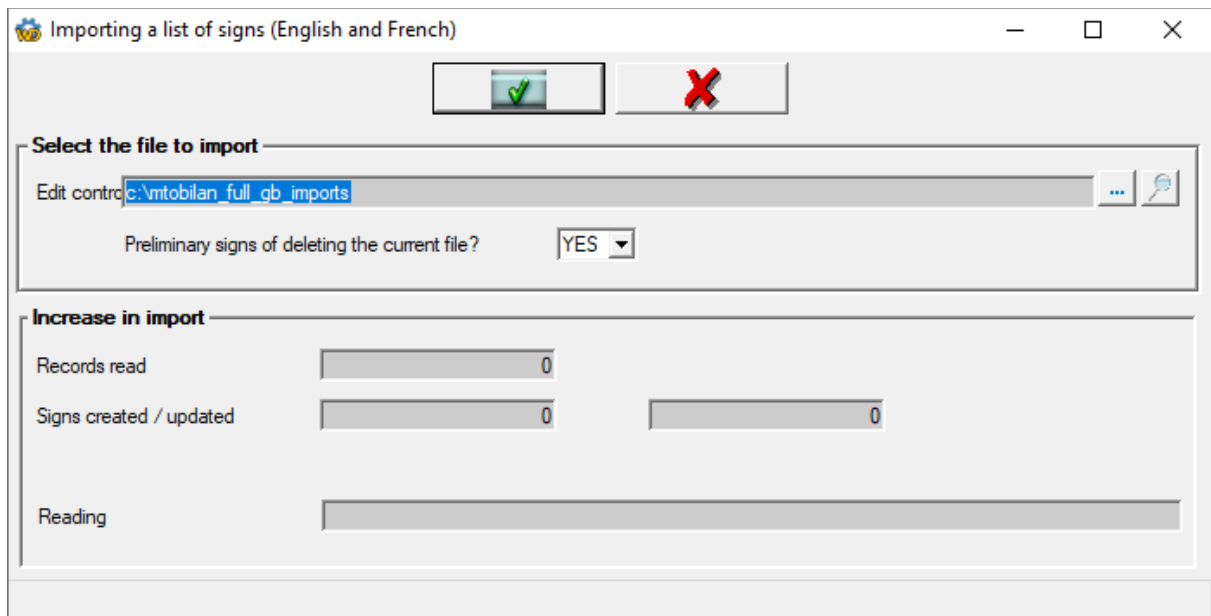 Importing a list of signs (English and French)
Select the file to import
Edit contro c:\mtobilan_full_gb_imports ...
Preliminary signs of deleting the current file? YES
Increase in import
Records read 0
Signs created / updated 0 0
Reading